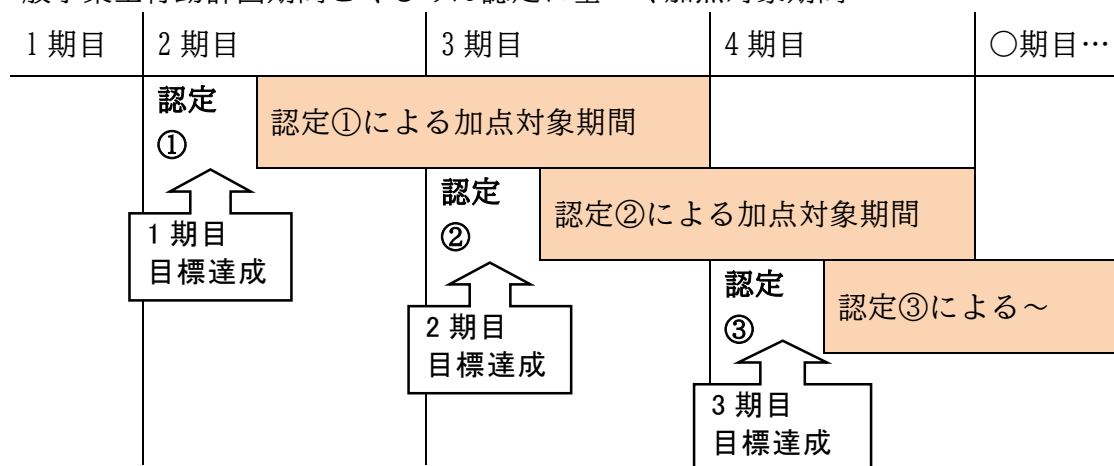 1期目 2期目 3期目 4期目 ○期目…
認定
①
認定①による加点対象期間
1期目
目標達成
認定
②
認定②による加点対象期間
2期目
目標達成
認定
③
認定③による～
3期目
目標達成